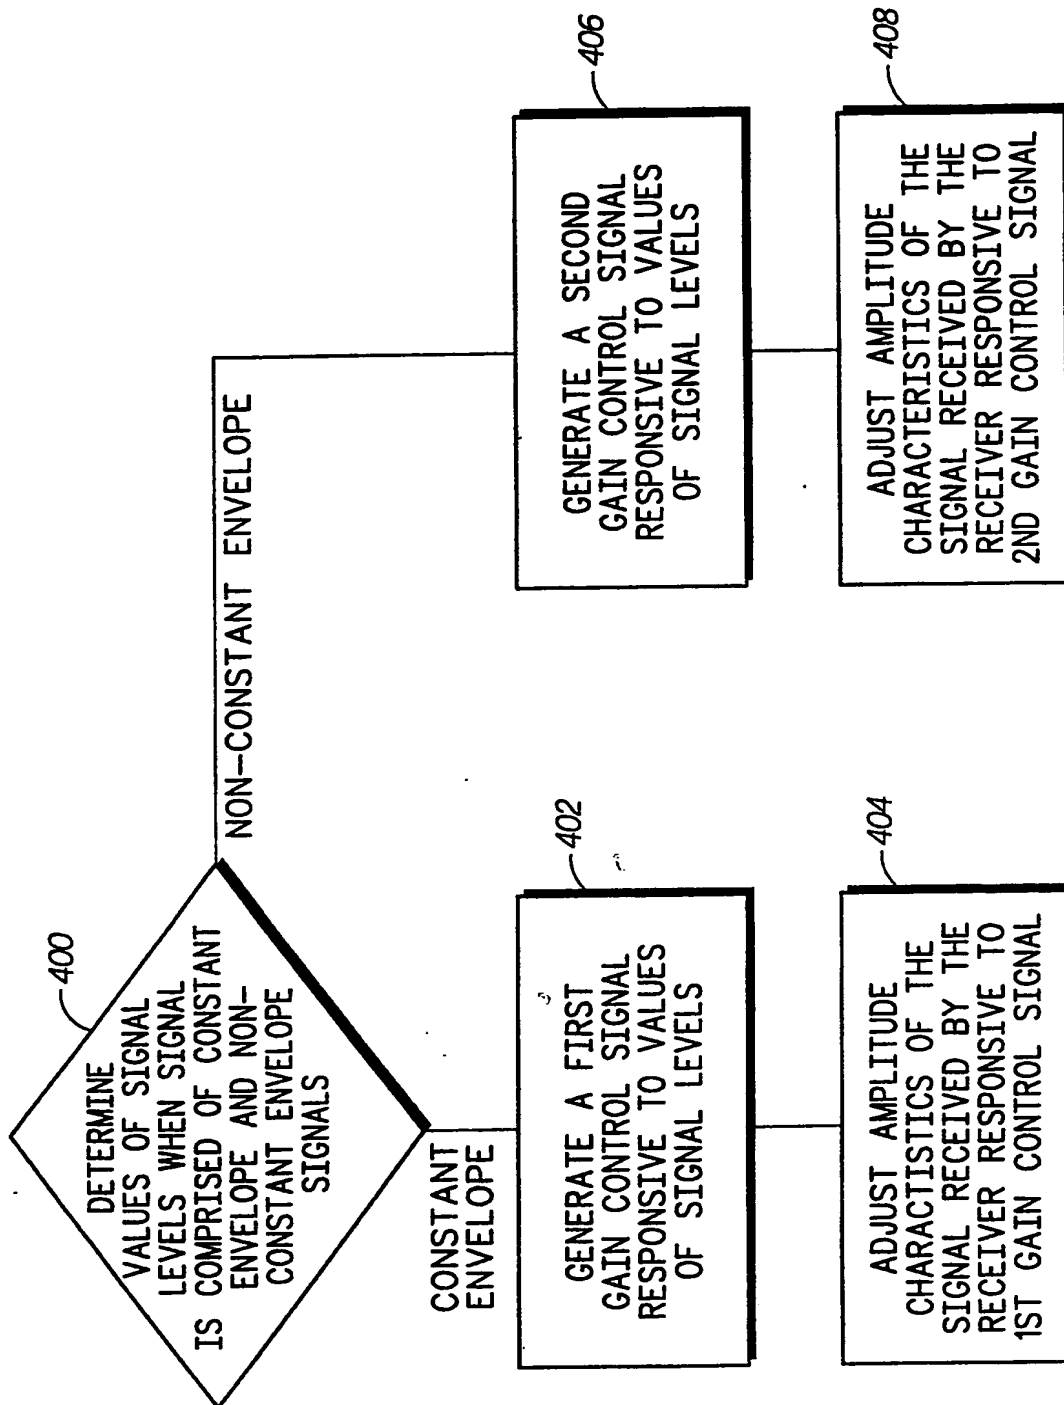 400
DETERMINE
VALUES OF SIGNAL
LEVELS WHEN SIGNAL
IS COMPRISED OF CONSTANT
ENVELOPE AND NON-
CONSTANT ENVELOPE
SIGNALS
CONSTANT
ENVELOPE
NON-CONSTANT ENVELOPE
402
GENERATE A FIRST
GAIN CONTROL SIGNAL
RESPONSIVE TO VALUES
OF SIGNAL LEVELS
404
ADJUST AMPLITUDE
CHARACTISTICS OF THE
SIGNAL RECEIVED BY THE
RECEIVER RESPONSIVE TO
1ST GAIN CONTROL SIGNAL
406
GENERATE A SECOND
GAIN CONTROL SIGNAL
RESPONSIVE TO VALUES
OF SIGNAL LEVELS
408
ADJUST AMPLITUDE
CHARACTERISTICS OF THE
SIGNAL RECEIVED BY THE
RECEIVER RESPONSIVE TO
2ND GAIN CONTROL SIGNAL